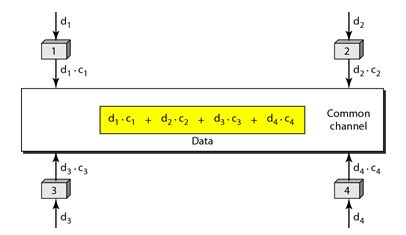 d₁ d₂
1 2
d₁ · c₁ d₂ · c₂
d₁ · c₁ + d₂ · c₂ + d₃ · c₃ + d₄ · c₄
Common
channel
Data
d₃ · c₃ d₄ · c₄
3 4
d₃ d₄